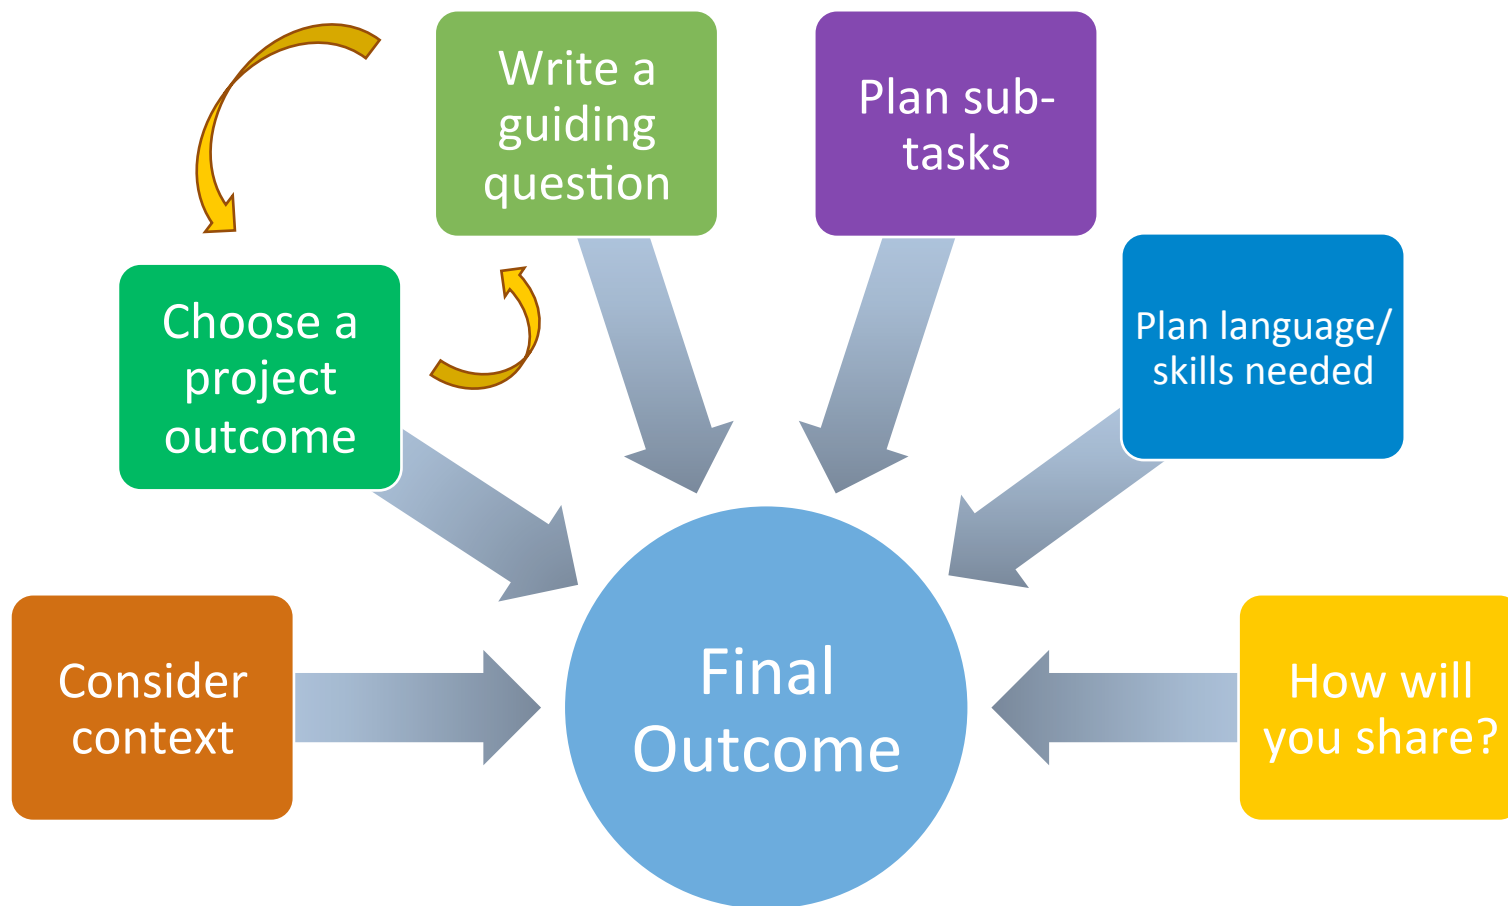 Write a
guiding
question
Plan sub-
tasks
Choose a
project
outcome
Plan language/
skills needed
Consider
context
Final
Outcome
How will
you share?